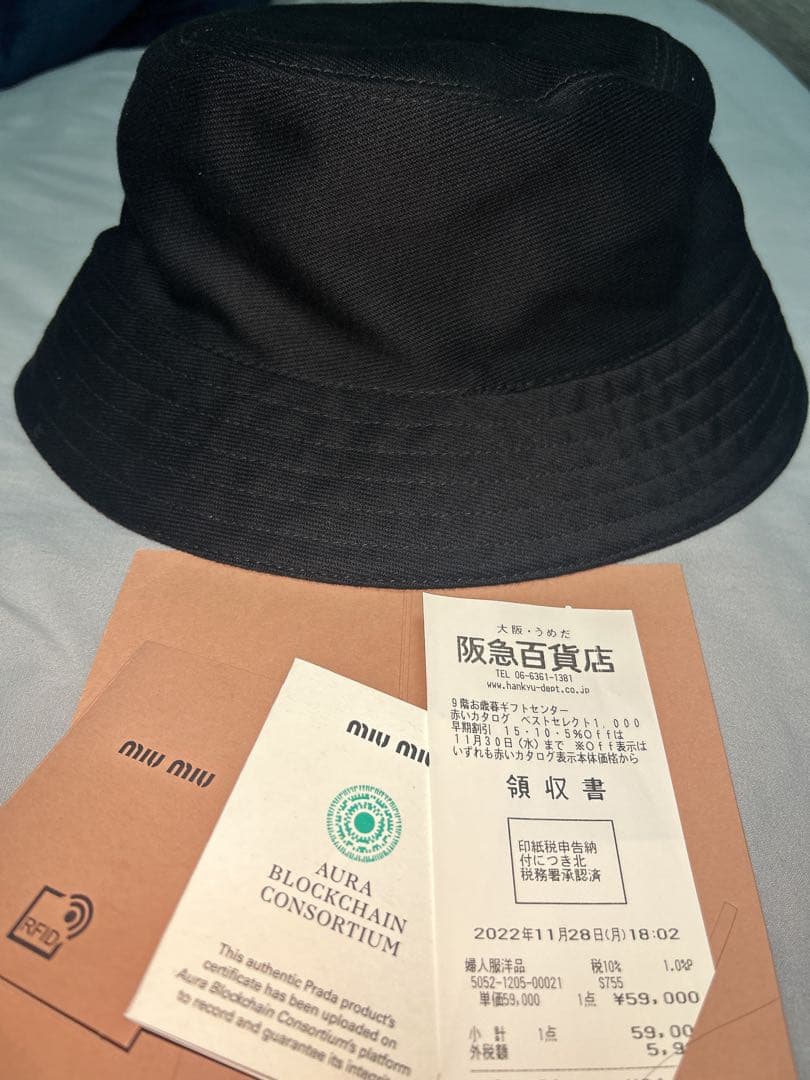 miu miu
RFID
miu miu
AURA
BLOCKCHAIN
CONSORTIUM
This authentic Prada product's
certificate has been uploaded on
Aura Blockchain Consortium's platform
to record and guarantee its
大阪・うめだ
阪急百貨店
TEL 06-6361-1381
www.hankyu-dept.co.jp
9階お歳暮ギフトセンター
赤いカタログ ベストセレクト1,000
早期割引 15・10・5%Offは
11月30日(水)まで ※Off表示は
いずれも赤いカタログ表示本体価格から
領収書
印紙税申告納
付につき北
税務署承認済
2022年11月28日(月)18:02
婦人服洋品 税10% 1.0%P
5052-1205-00021 S755
単価59,000 1点 ¥59,000
小計 1点 59,00
外税額 5,9